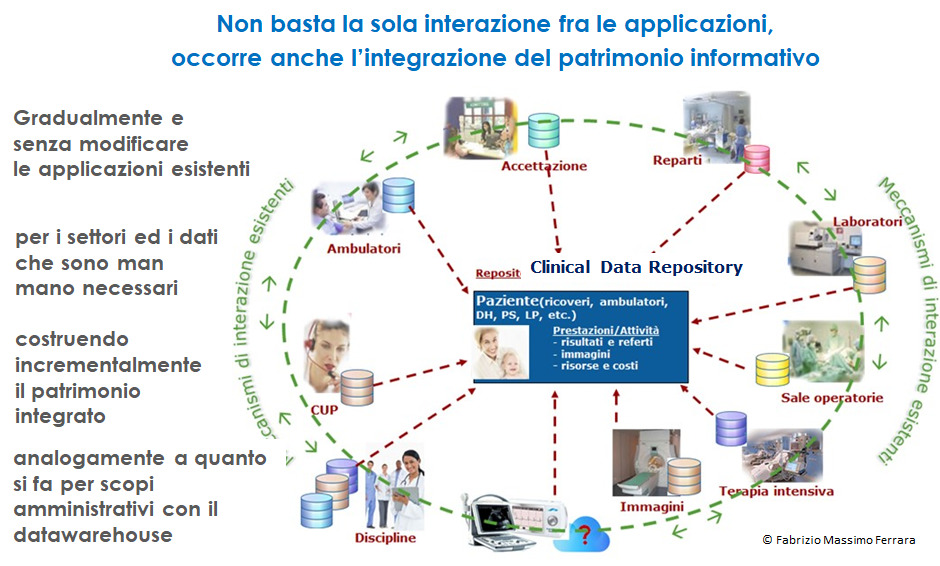 Non basta la sola interazione fra le applicazioni,
occorre anche l'integrazione del patrimonio informativo
Gradualmente e
senza modificare
le applicazioni esistenti
per i settori ed i dati
che sono man
mano necessari
costruendo
incrementalmente
il patrimonio
integrato
analogamente a quanto
si fa per scopi
amministrativi con il
datawarehouse
Accettazione
Reparti
Ambulatori
Laboratori
canismi di interazione esistenti
Meccanismi di interazione esistenti
Reposit
Clinical Data Repository
Paziente(ricoveri, ambulatori,
DH, PS, LP, etc.)
Prestazioni/Attività
- risultati e referti
- immagini
- risorse e costi
CUP
Sale operatorie
Terapia intensiva
Immagini
Discipline
?
© Fabrizio Massimo Ferrara